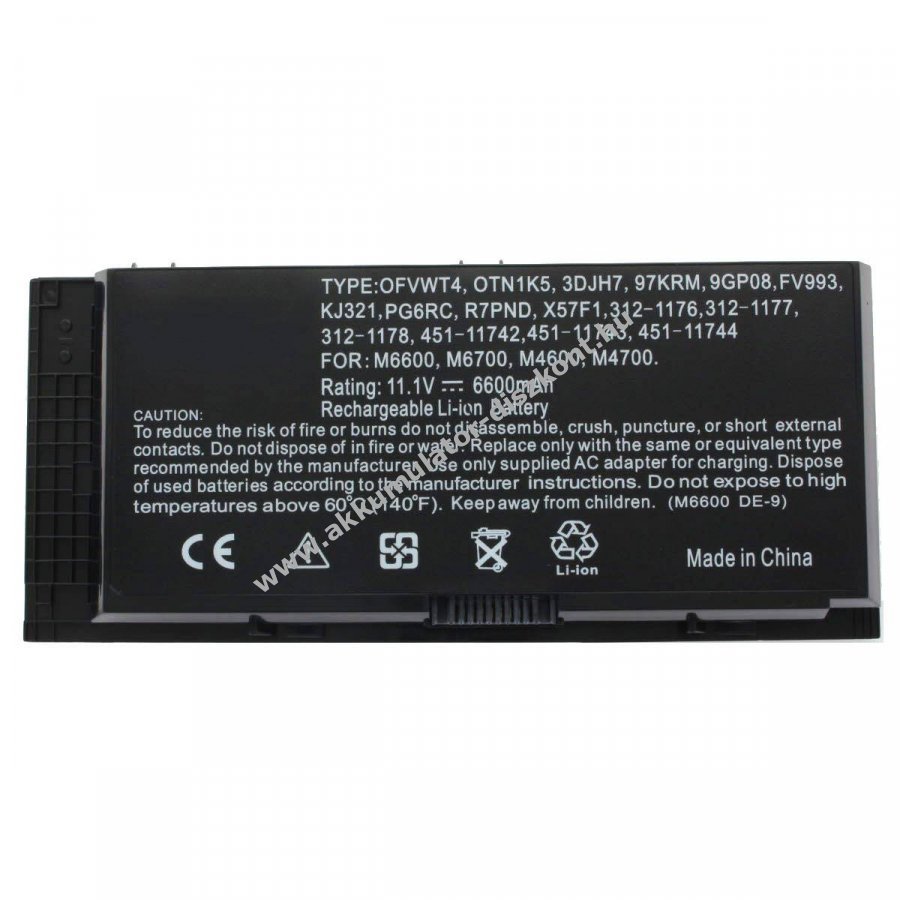 TYPE:OFVWT4, OTN1K5, 3DJH7, 97KRM, 9GP08,FV993,
KJ321,PG6RC, R7PND, X57F1,312-1176,312-1177,
312-1178, 451-11742,451-11743, 451-11744
FOR: M6600, M6700, M4600, M4700.
Rating: 11.1V 6600mAh
Rechargeable Li-ion Battery
CAUTION:
To reduce the risk of fire or burns do not disassemble, crush, puncture, or short external
contacts. Do not dispose of in fire or water. Replace only with the same or equivalent type
recommended by the manufacturer. Use only supplied AC adapter for charging. Dispose
of used batteries according to the manufacturer instructions. Do not expose to high
temperatures above 60°C(140°F). Keep away from children. (M6600 DE-9)
CE
Li-ion
Made in China
www.akkumulator-diszkont.hu